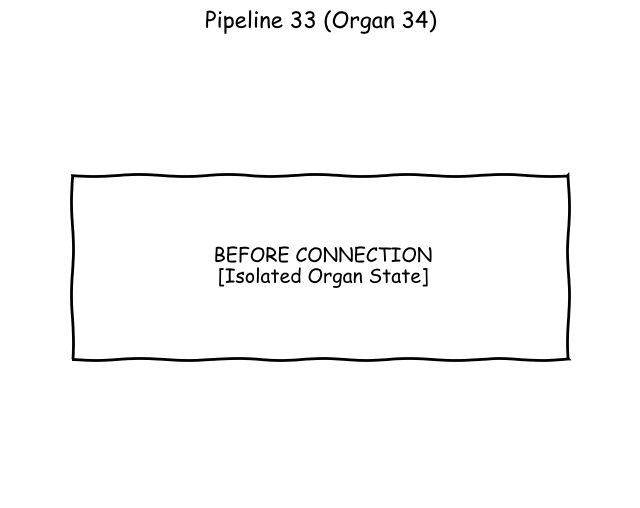 Pipeline 33 (Organ 34)
BEFORE CONNECTION
[Isolated Organ State]